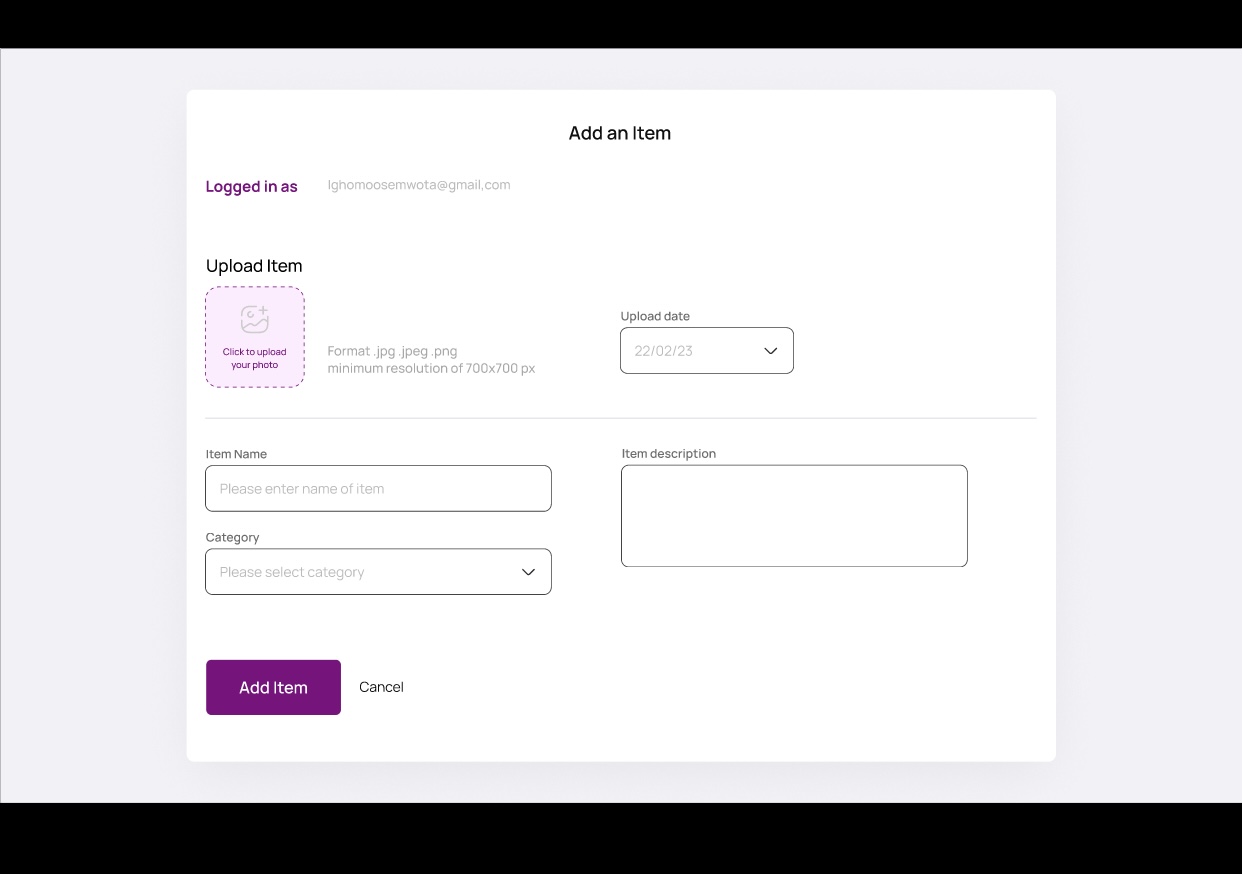 Add an Item
Logged in as
Ighomoosemwota@gmail,com
Upload Item
Click to upload
your photo
Format .jpg .jpeg .png
minimum resolution of 700x700 px
Upload date
22/02/23
Item Name
Please enter name of item
Item description
Category
Please select category
Add Item
Cancel